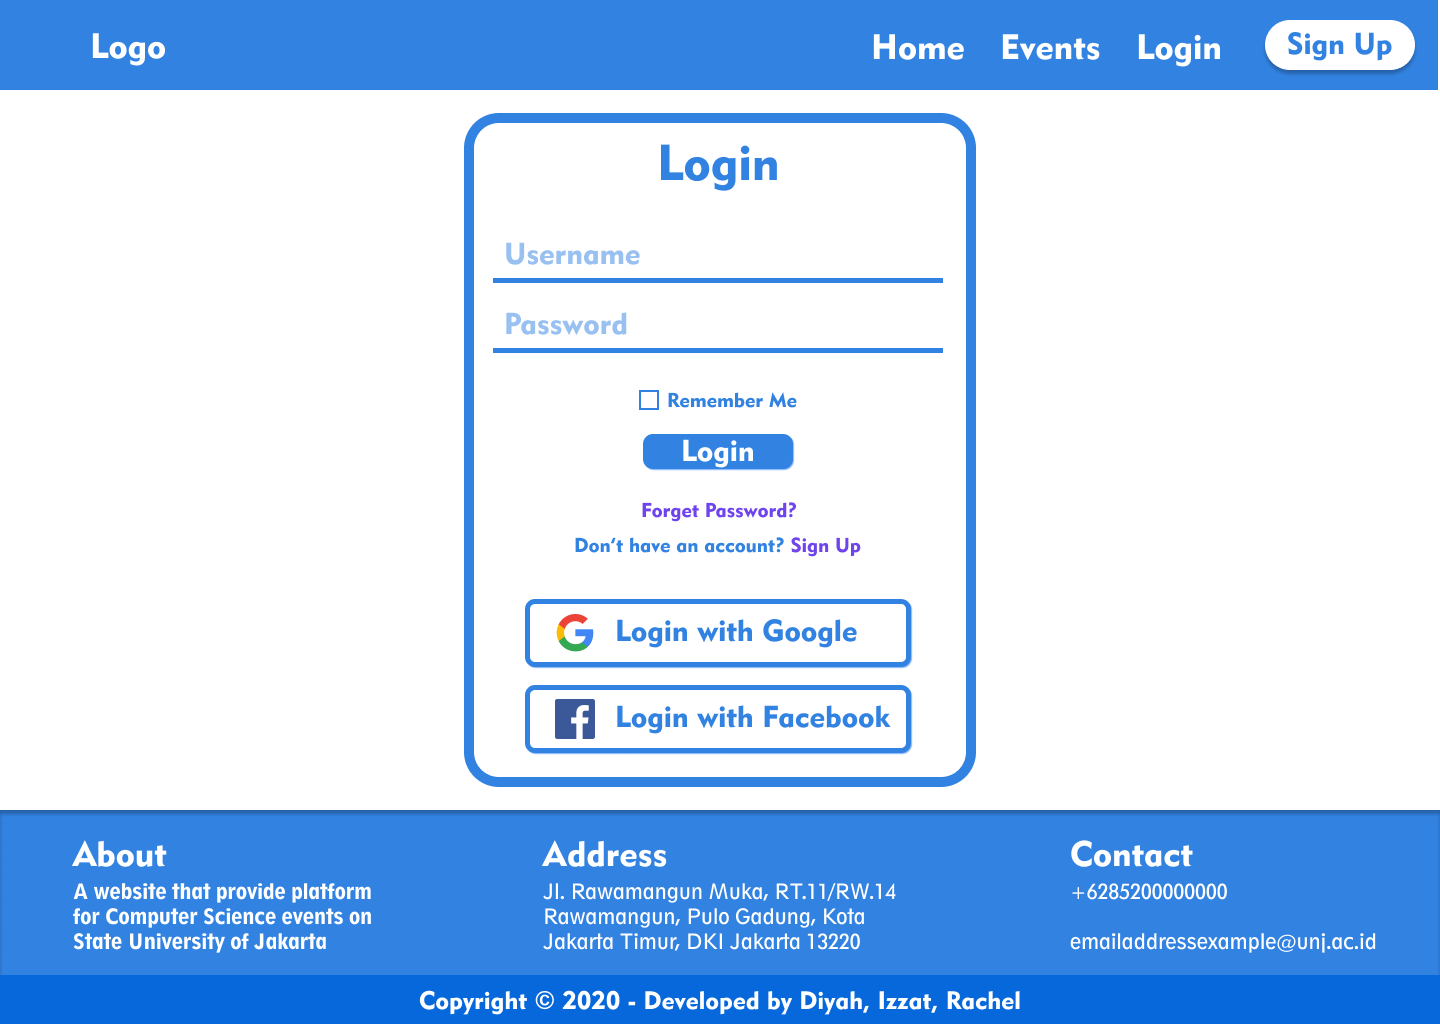 Logo
Home Events Login Sign Up
Login
Username
Password
Remember Me
Login
Forget Password?
Don't have an account? Sign Up
Login with Google
Login with Facebook
About
A website that provide platform
for Computer Science events on
State University of Jakarta
Address
Jl. Rawamangun Muka, RT.11/RW.14
Rawamangun, Pulo Gadung, Kota
Jakarta Timur, DKI Jakarta 13220
Contact
+6285200000000
emailaddressexample@unj.ac.id
Copyright © 2020 - Developed by Diyah, Izzat, Rachel